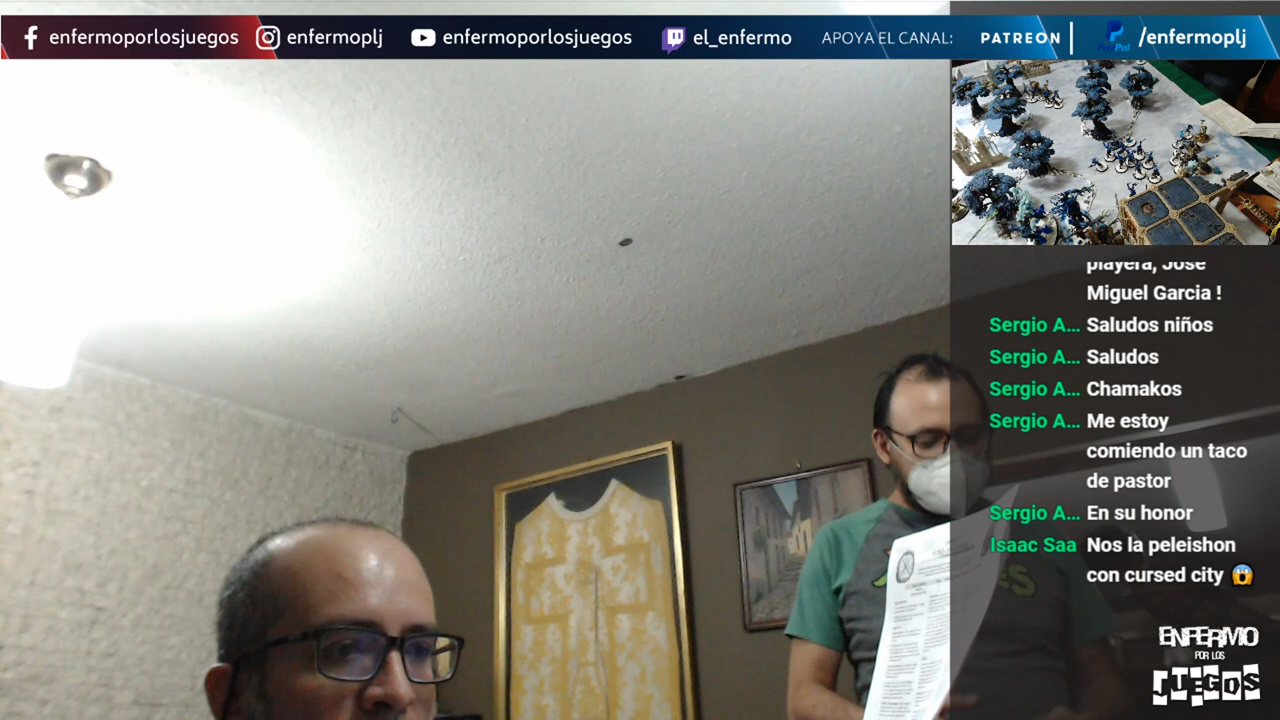 enfermoporlosjuegos enfermoplj enfermoporlosjuegos el_enfermo APOYA EL CANAL: PATREON PayPal /enfermoplj
playera, Jose
Miguel Garcia !
Sergio A... Saludos niños
Sergio A... Saludos
Sergio A... Chamakos
Sergio A... Me estoy
comiendo un taco
de pastor
Sergio A... En su honor
Isaac Saa Nos la peleishon
con cursed city 😱
ENFERMO
POR LOS
JUEGOS